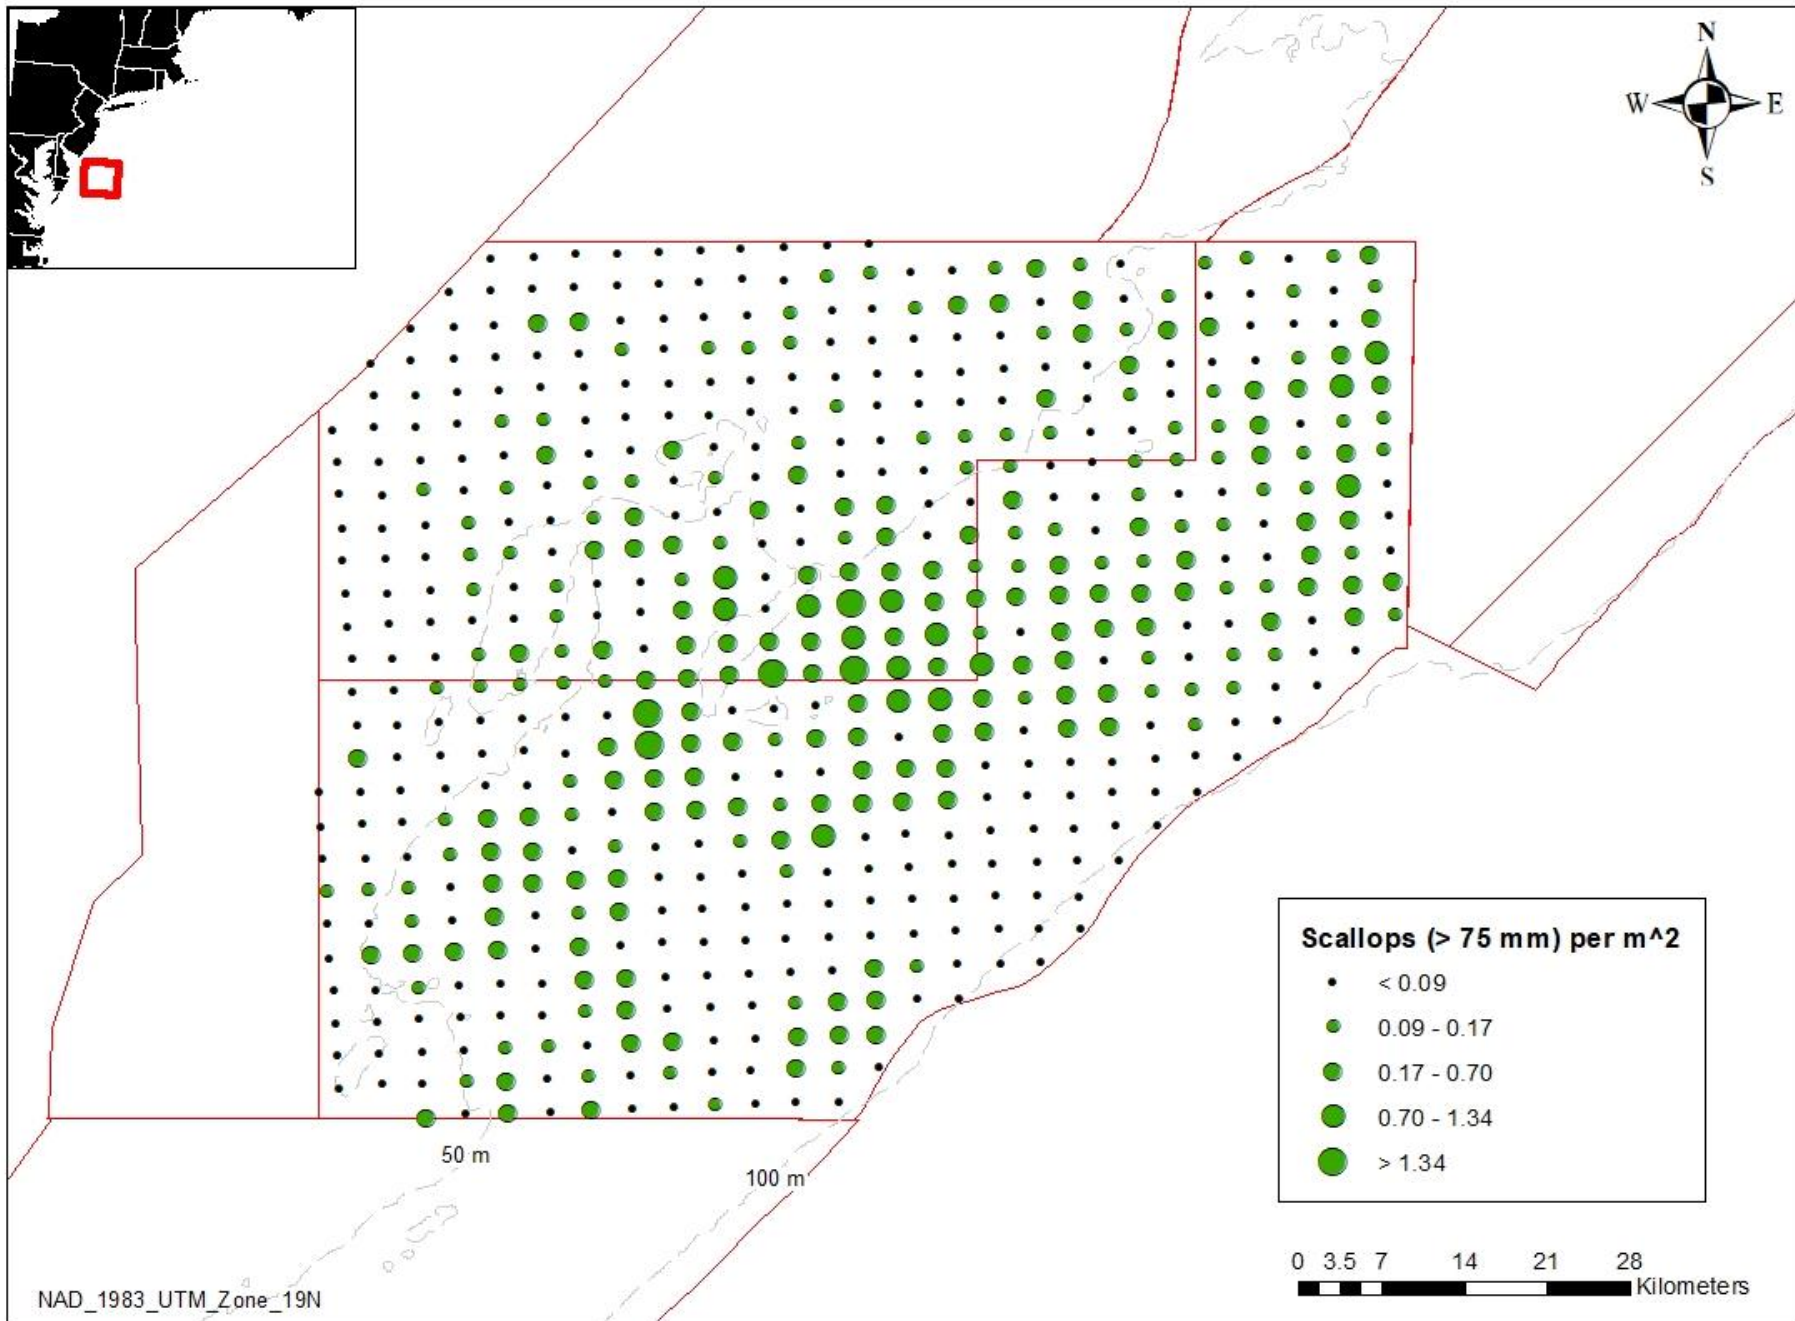 N
W E
S
Scallops (> 75 mm) per m^2
< 0.09
0.09 - 0.17
0.17 - 0.70
0.70 - 1.34
> 1.34
50 m
100 m
0 3.5 7 14 21 28
Kilometers
NAD_1983_UTM_Zone_19N